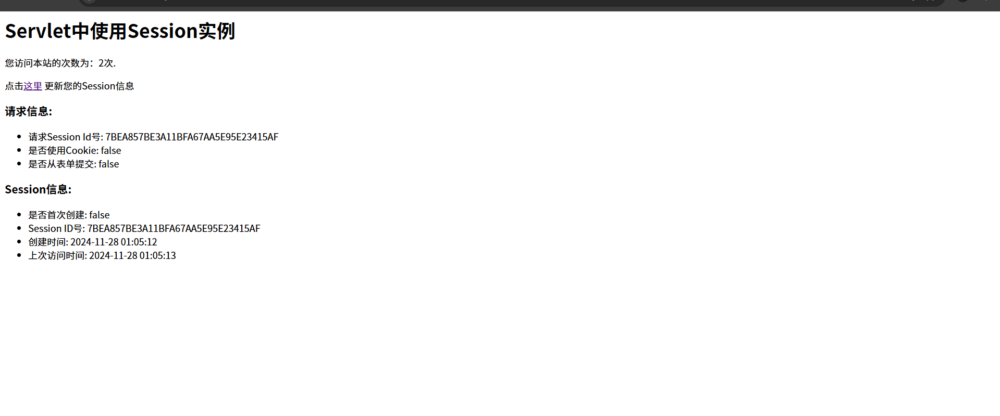 Servlet中使用Session实例
您访问本站的次数为：2次.
点击这里 更新您的Session信息
请求信息:
请求Session Id号: 7BEA857BE3A11BFA67AA5E95E23415AF
是否使用Cookie: false
是否从表单提交: false
Session信息:
是否首次创建: false
Session ID号: 7BEA857BE3A11BFA67AA5E95E23415AF
创建时间: 2024-11-28 01:05:12
上次访问时间: 2024-11-28 01:05:13